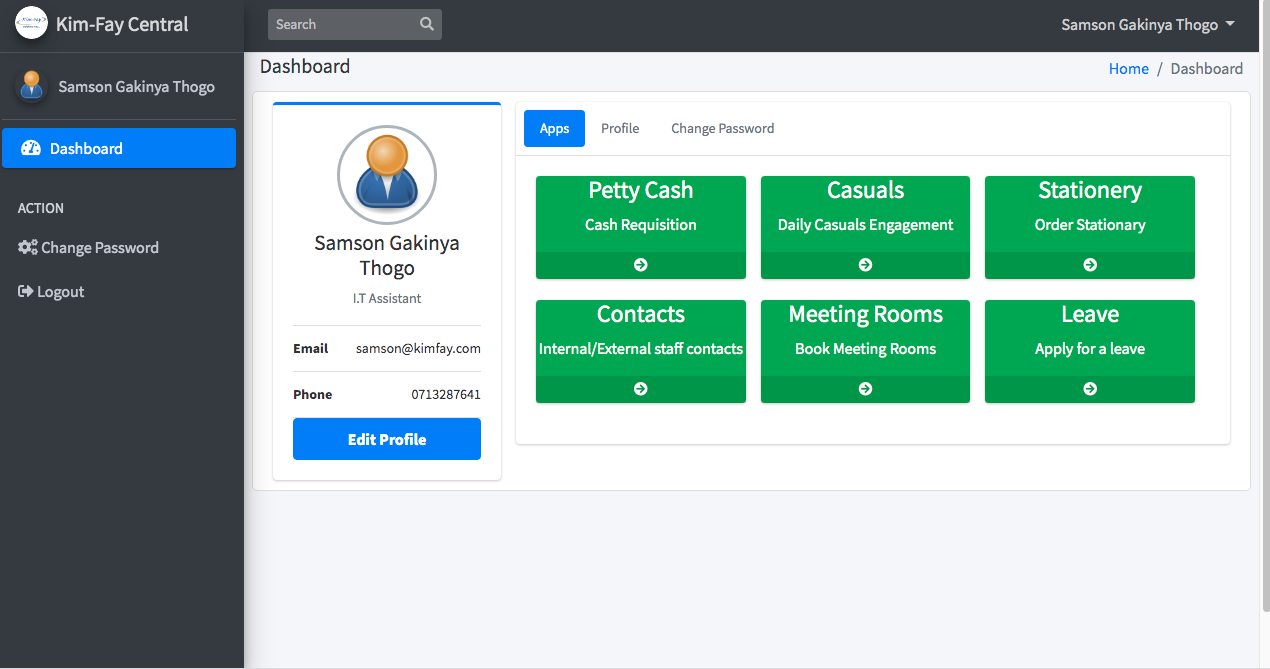 Kim-Fay Central
Search
Samson Gakinya Thogo
Samson Gakinya Thogo
Dashboard
ACTION
Change Password
Logout
Dashboard
Home / Dashboard
Samson Gakinya
Thogo
I.T Assistant
Email samson@kimfay.com
Phone 0713287641
Edit Profile
Apps Profile Change Password
Petty Cash
Cash Requisition
Casuals
Daily Casuals Engagement
Stationery
Order Stationary
Contacts
Internal/External staff contacts
Meeting Rooms
Book Meeting Rooms
Leave
Apply for a leave